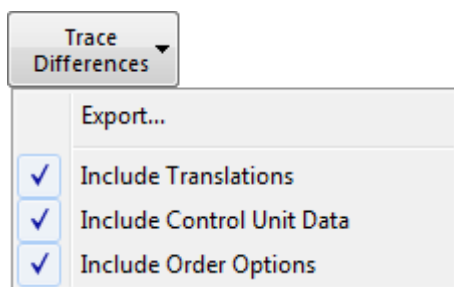 Trace
Differences
Export...
Include Translations
Include Control Unit Data
Include Order Options